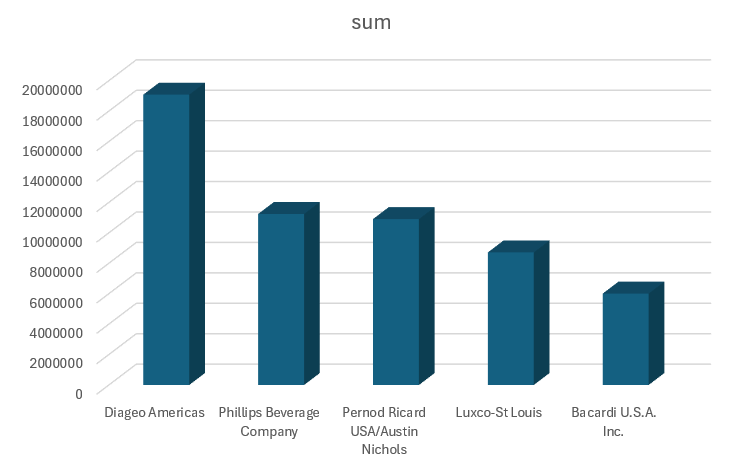 sum
20000000
18000000
16000000
14000000
12000000
10000000
8000000
6000000
4000000
2000000
0
Diageo Americas
Phillips Beverage
Company
Pernod Ricard
USA/Austin
Nichols
Luxco-St Louis
Bacardi U.S.A.
Inc.